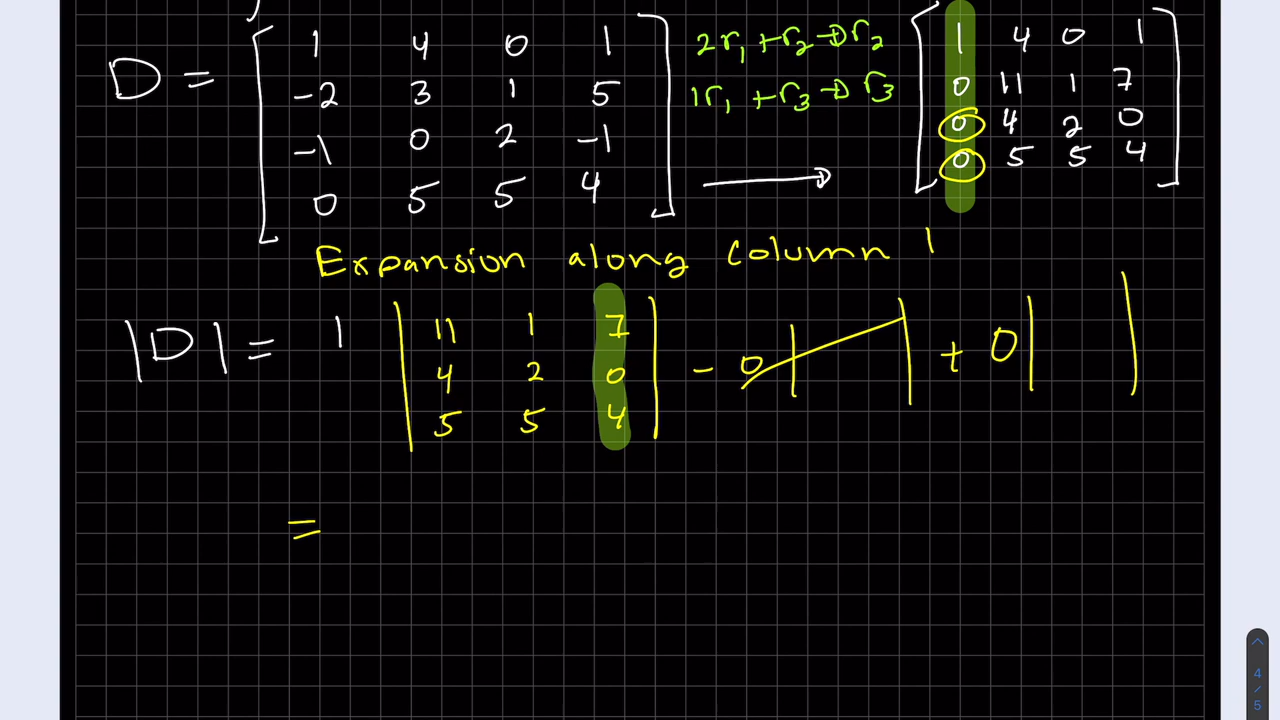 D = [ 1 4 0 1 2r₁ + r₂ → r₂ [ 1 4 0 1
-2 3 1 5 1r₁ + r₃ → r₃ 0 11 1 7
-1 0 2 -1 0 4 2 0
0 5 5 4 ] → 0 5 5 4 ]
Expansion along column 1
|D| = 1 | 11 1 7 | - 0 | | + 0 | |
4 2 0
5 5 4
=
4
/
5